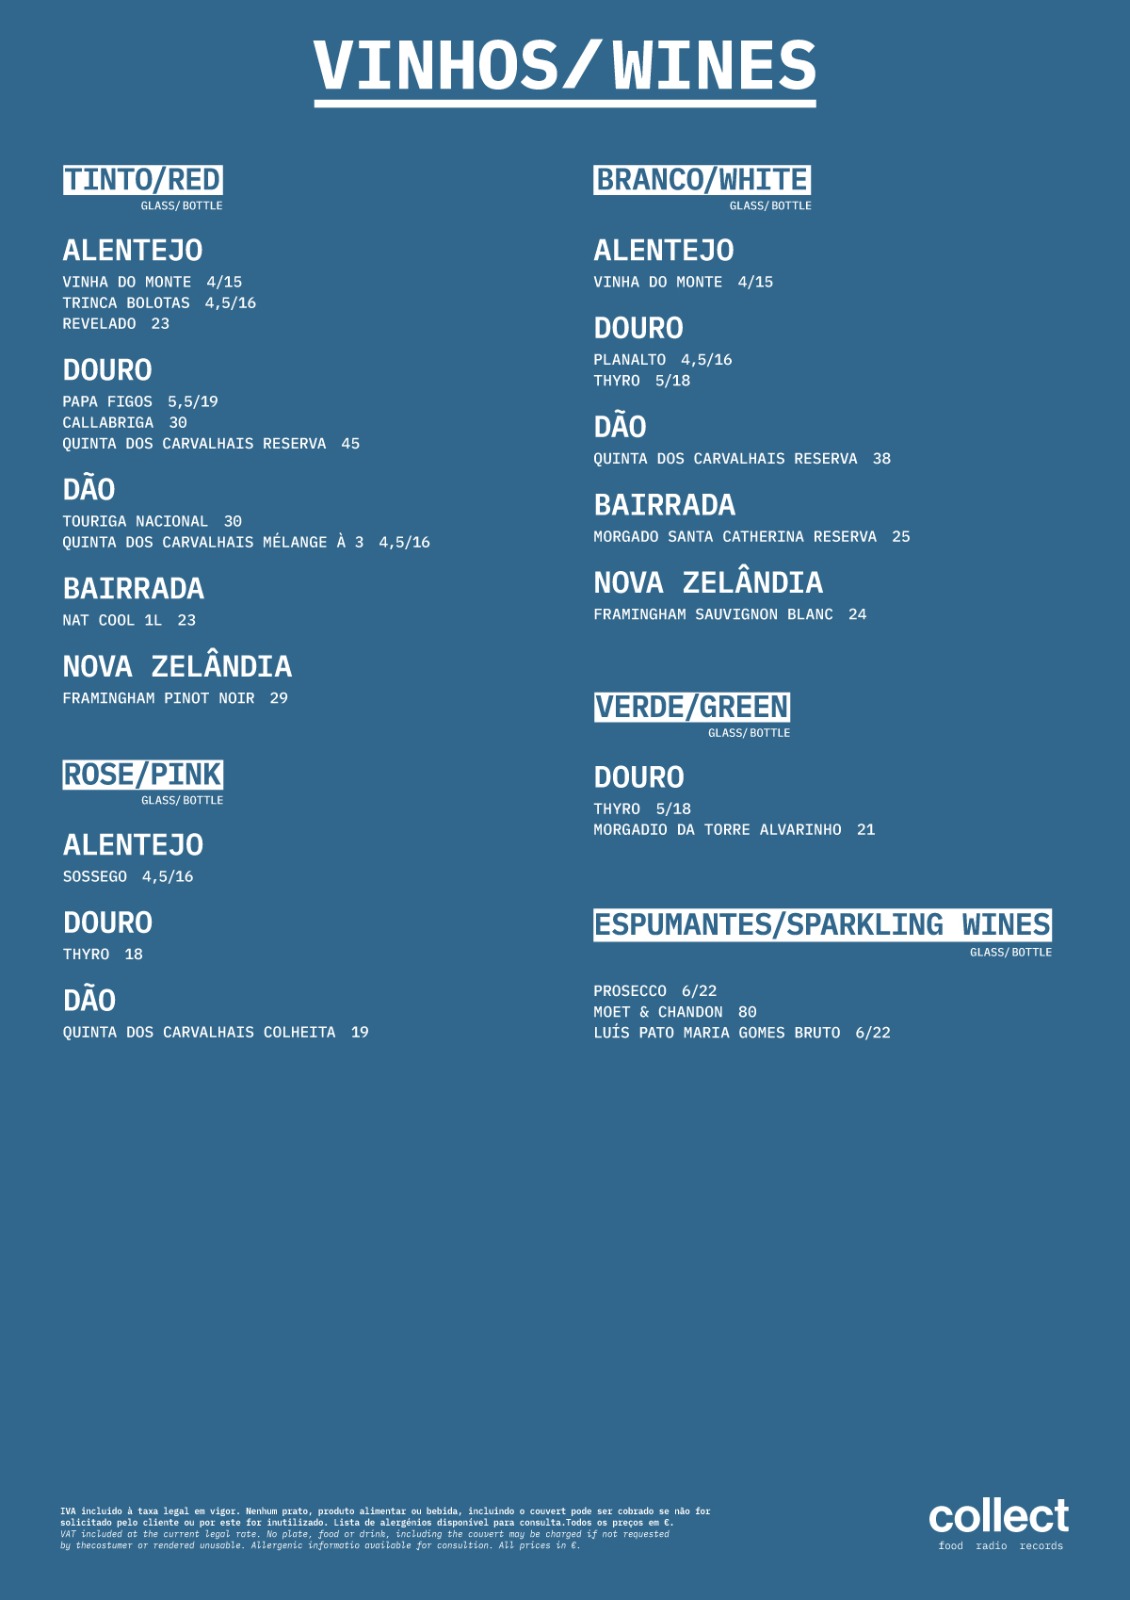 VINHOS/WINES
TINTO/RED
GLASS/BOTTLE
ALENTEJO
VINHA DO MONTE 4/15
TRINCA BOLOTAS 4,5/16
REVELADO 23
DOURO
PAPA FIGOS 5,5/19
CALLABRIGA 30
QUINTA DOS CARVALHAIS RESERVA 45
DÃO
TOURIGA NACIONAL 30
QUINTA DOS CARVALHAIS MÉLANGE À 3 4,5/16
BAIRRADA
NAT COOL 1L 23
NOVA ZELÂNDIA
FRAMINGHAM PINOT NOIR 29
ROSE/PINK
GLASS/BOTTLE
ALENTEJO
SOSSEGO 4,5/16
DOURO
THYRO 18
DÃO
QUINTA DOS CARVALHAIS COLHEITA 19
BRANCO/WHITE
GLASS/BOTTLE
ALENTEJO
VINHA DO MONTE 4/15
DOURO
PLANALTO 4,5/16
THYRO 5/18
DÃO
QUINTA DOS CARVALHAIS RESERVA 38
BAIRRADA
MORGADO SANTA CATHERINA RESERVA 25
NOVA ZELÂNDIA
FRAMINGHAM SAUVIGNON BLANC 24
VERDE/GREEN
GLASS/BOTTLE
DOURO
THYRO 5/18
MORGADIO DA TORRE ALVARINHO 21
ESPUMANTES/SPARKLING WINES
GLASS/BOTTLE
PROSECCO 6/22
MOET & CHANDON 80
LUÍS PATO MARIA GOMES BRUTO 6/22
IVA incluido à taxa legal em vigor. Nenhum prato, produto alimentar ou bebida, incluindo o couvert pode ser cobrado se não for
solicitado pelo cliente ou por este for inutilizado. Lista de alergénios disponível para consulta.Todos os preços em €.
VAT included at the current legal rate. No plate, food or drink, including the couvert may be charged if not requested
by thecostumer or rendered unusable. Allergenic informatio available for consultion. All prices in €.
collect
food radio records